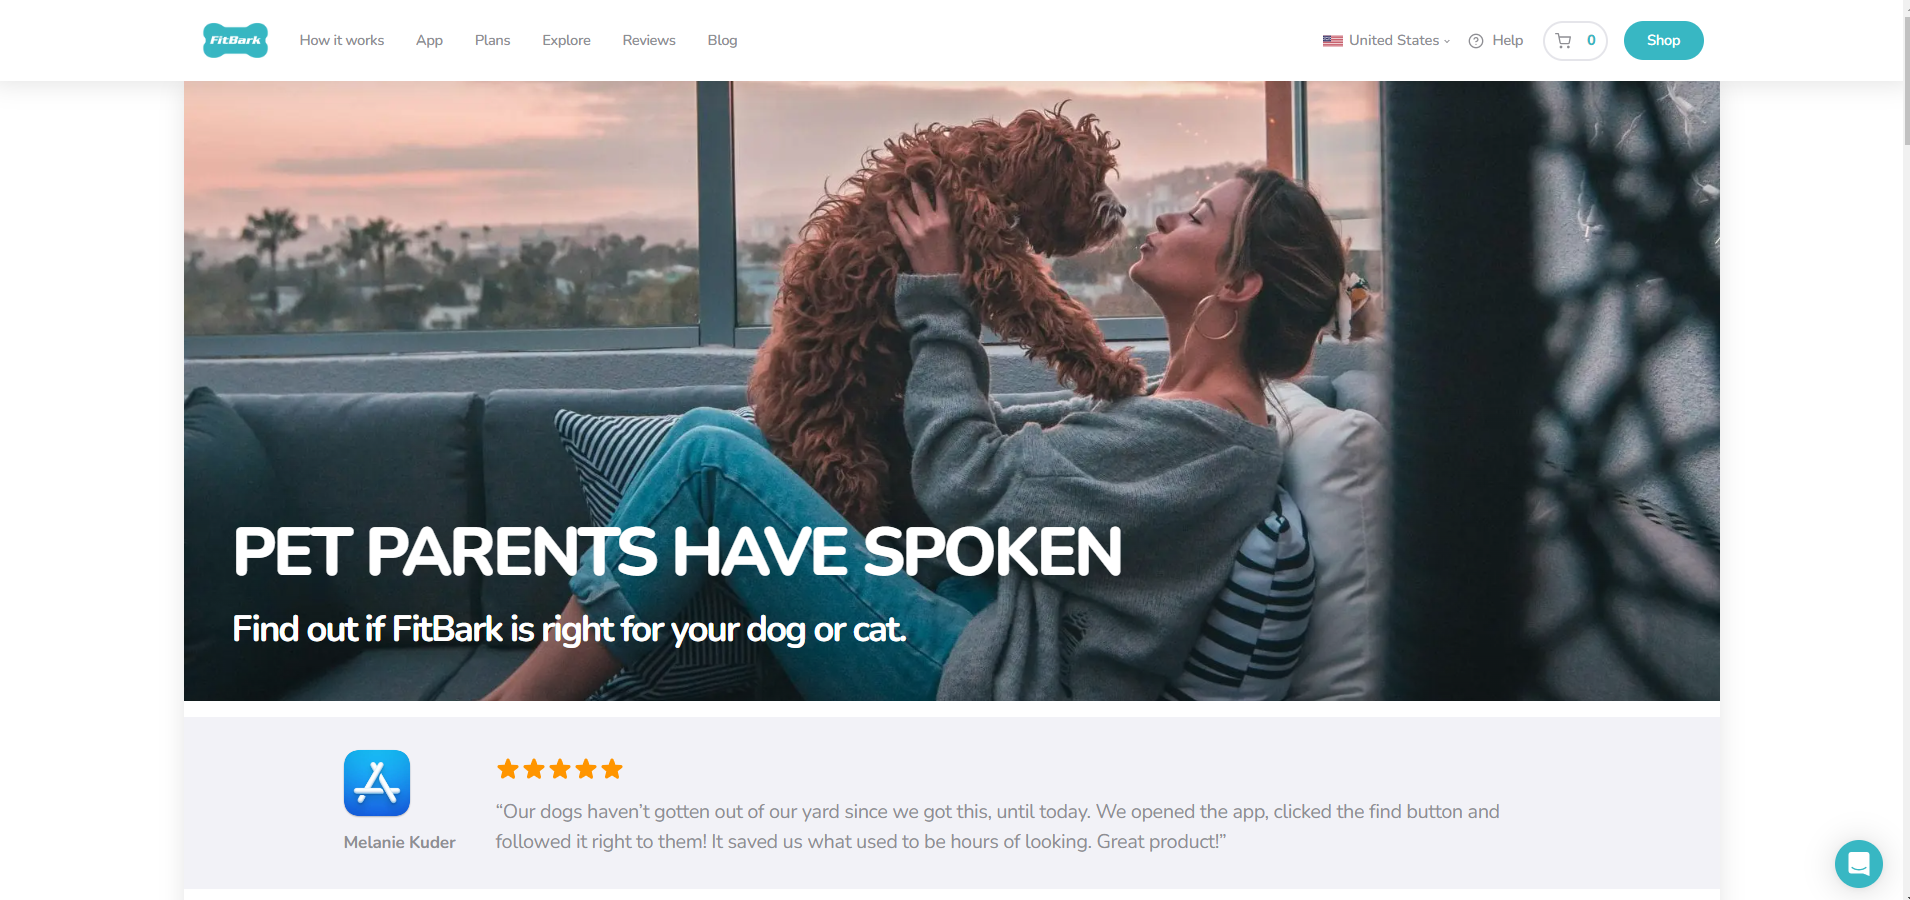 FitBark
How it works App Plans Explore Reviews Blog
United States Help 0 Shop
PET PARENTS HAVE SPOKEN
Find out if FitBark is right for your dog or cat.
“Our dogs haven’t gotten out of our yard since we got this, until today. We opened the app, clicked the find button and
followed it right to them! It saved us what used to be hours of looking. Great product!”
Melanie Kuder